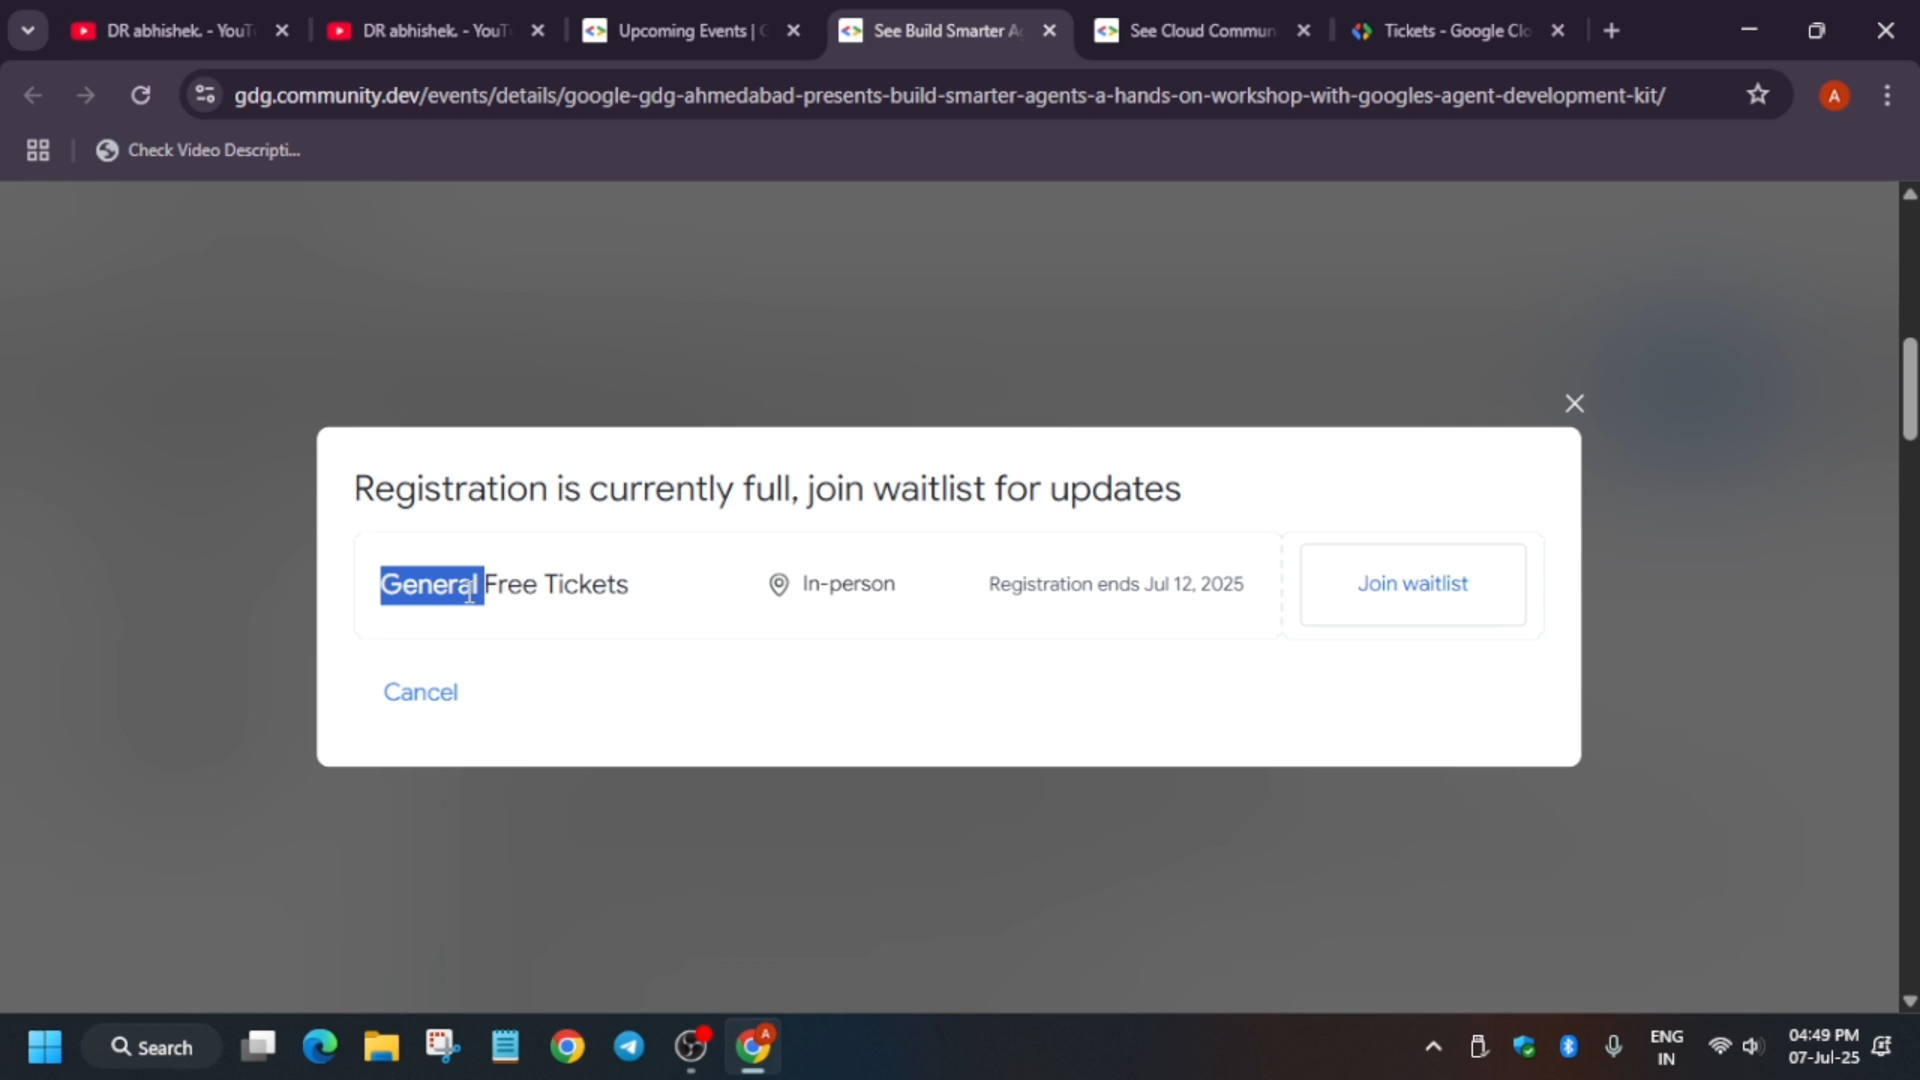 DR abhishek. - YouT
DR abhishek. - YouT
Upcoming Events |
See Build Smarter A
See Cloud Commun
Tickets - Google Clo
gdg.community.dev/events/details/google-gdg-ahmedabad-presents-build-smarter-agents-a-hands-on-workshop-with-googles-agent-development-kit/
A
Check Video Descripti...
Registration is currently full, join waitlist for updates
General Free Tickets
In-person
Registration ends Jul 12, 2025
Join waitlist
Cancel
Search
A
ENG
IN
04:49 PM
07-Jul-25